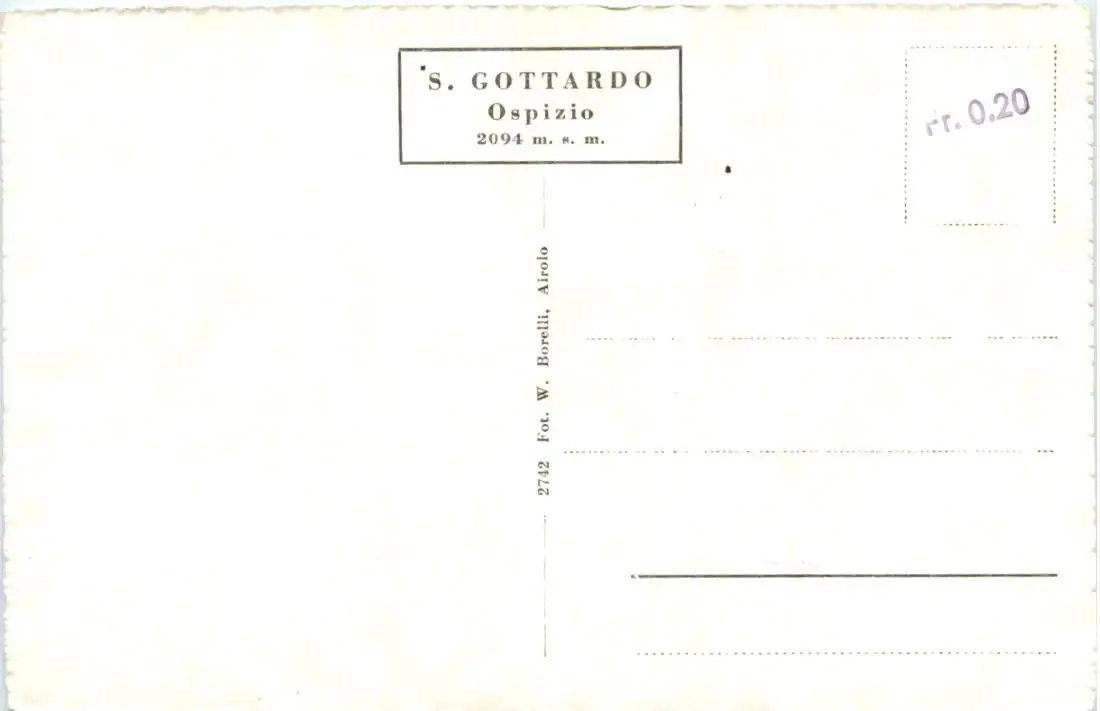 S. GOTTARDO
Ospizio
2094 m. s. m.
Fr. 0.20
2742 Fot. W. Borelli, Airolo